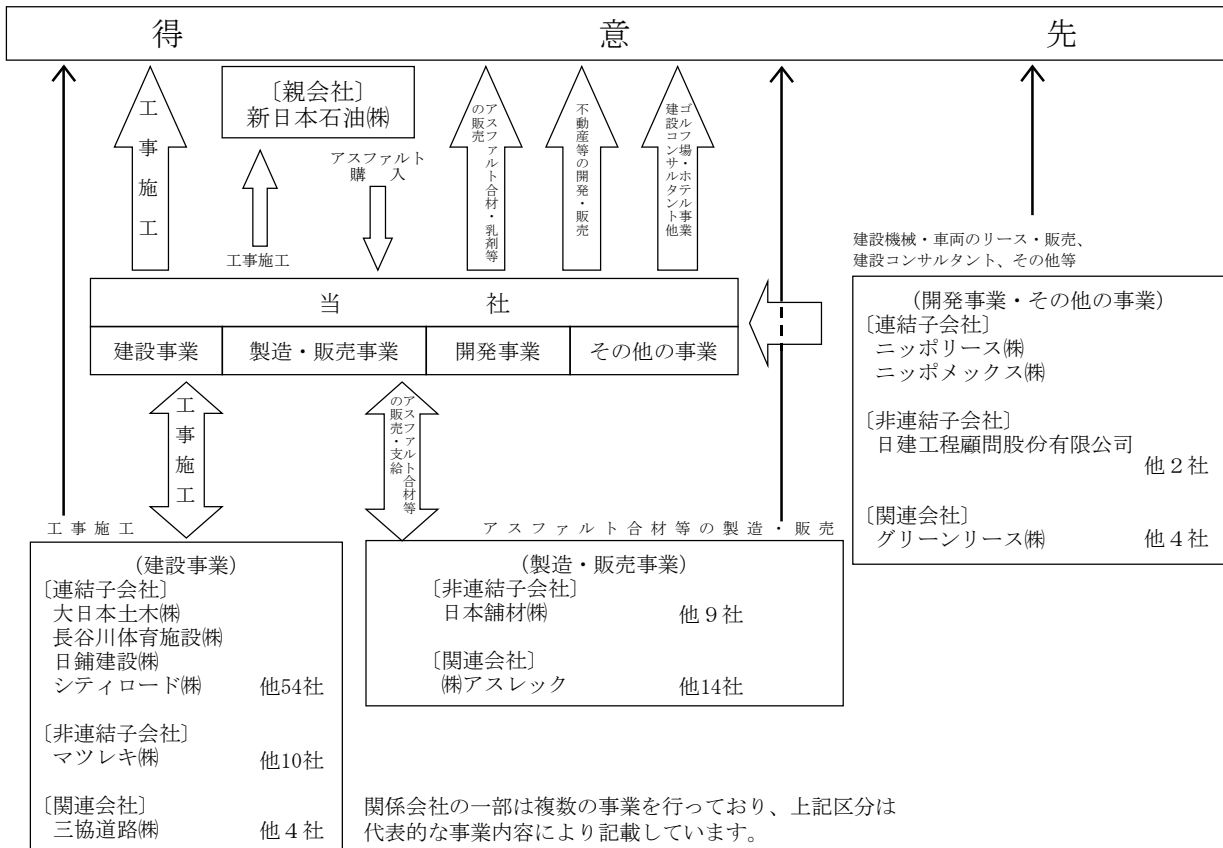 得意先
工事施工
〔親会社〕
新日本石油㈱
工事施工
アスファルト
購入
アスファルト合材・乳剤等
の販売
不動産等の開発・販売
ゴルフ場・ホテル事業
建設コンサルタント他
当社
建設事業
製造・販売事業
開発事業
その他の事業
工事施工
アスファルト合材等
の販売・支給
建設機械・車両のリース・販売、
建設コンサルタント、その他等
(開発事業・その他の事業)
〔連結子会社〕
ニッポリース㈱
ニッポメックス㈱
〔非連結子会社〕
日建工程顧問股份有限公司
他2社
〔関連会社〕
グリーンリース㈱ 他4社
工事施工
(建設事業)
〔連結子会社〕
大日本土木㈱
長谷川体育施設㈱
日鋪建設㈱
シティロード㈱ 他54社
〔非連結子会社〕
マツレキ㈱ 他10社
〔関連会社〕
三協道路㈱ 他4社
アスファルト合材等の製造・販売
(製造・販売事業)
〔非連結子会社〕
日本舗材㈱ 他9社
〔関連会社〕
㈱アスレック 他14社
関係会社の一部は複数の事業を行っており、上記区分は
代表的な事業内容により記載しています。